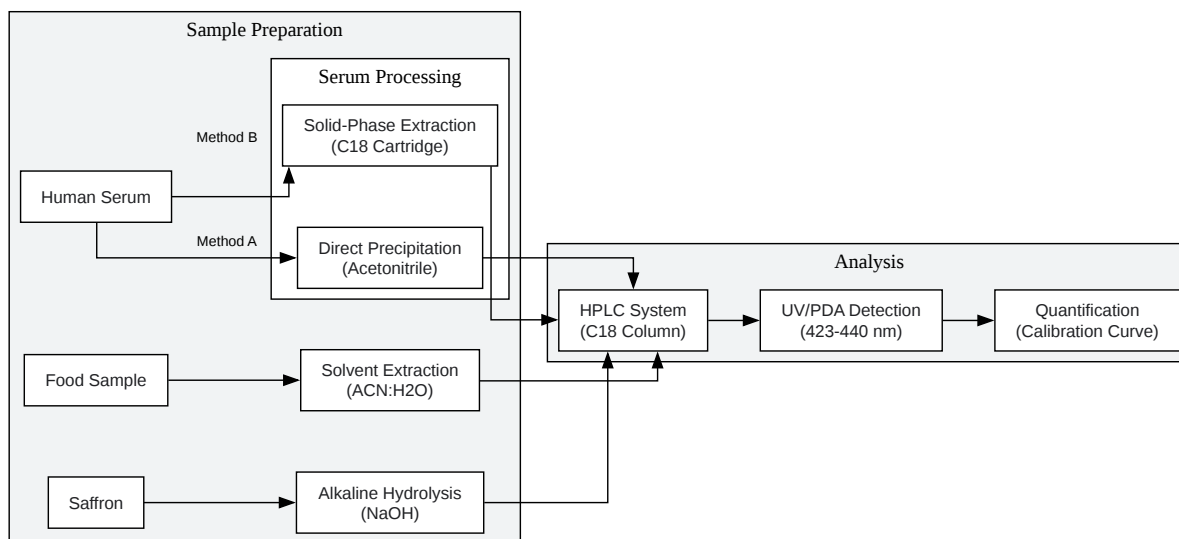 Sample Preparation
Serum Processing
Method B
Solid-Phase Extraction
(C18 Cartridge)
Human Serum
Method A
Direct Precipitation
(Acetonitrile)
Analysis
HPLC System
(C18 Column)
UV/PDA Detection
(423-440 nm)
Quantification
(Calibration Curve)
Food Sample
Solvent Extraction
(ACN:H2O)
Saffron
Alkaline Hydrolysis
(NaOH)